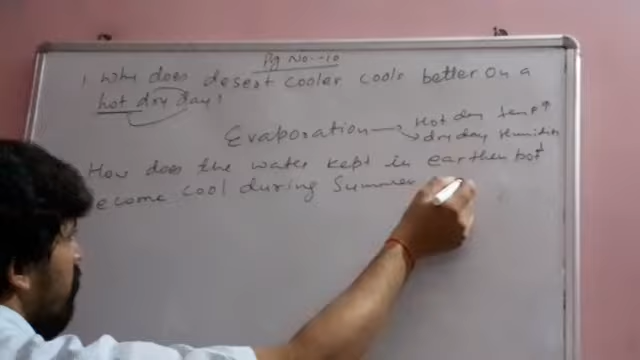 Pg No.-10
1. Why does desert cooler cools better on a
hot dry day?
Evaporation
Hot day Temp↑
dry day Humidity↓
How does the water kept in earthen pot
ecome cool during Summer